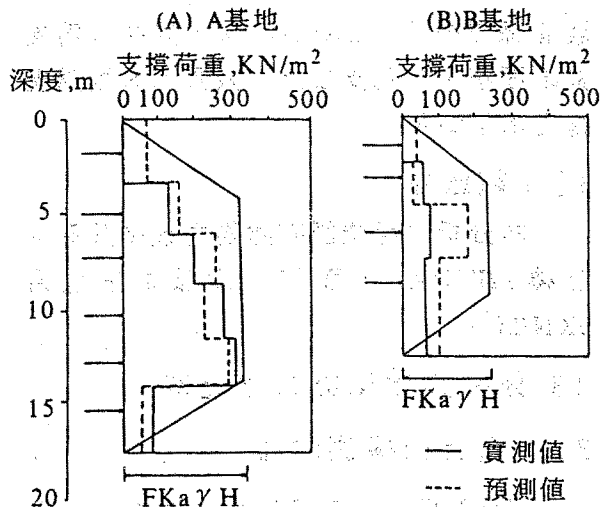 (A) A基地
(B)B基地
支撐荷重,KN/m²
支撐荷重,KN/m²
深度,m
0 100 300 500
0 100 300 500
0
5
10
15
20
FKaγH
FKaγH
實測值
預測值